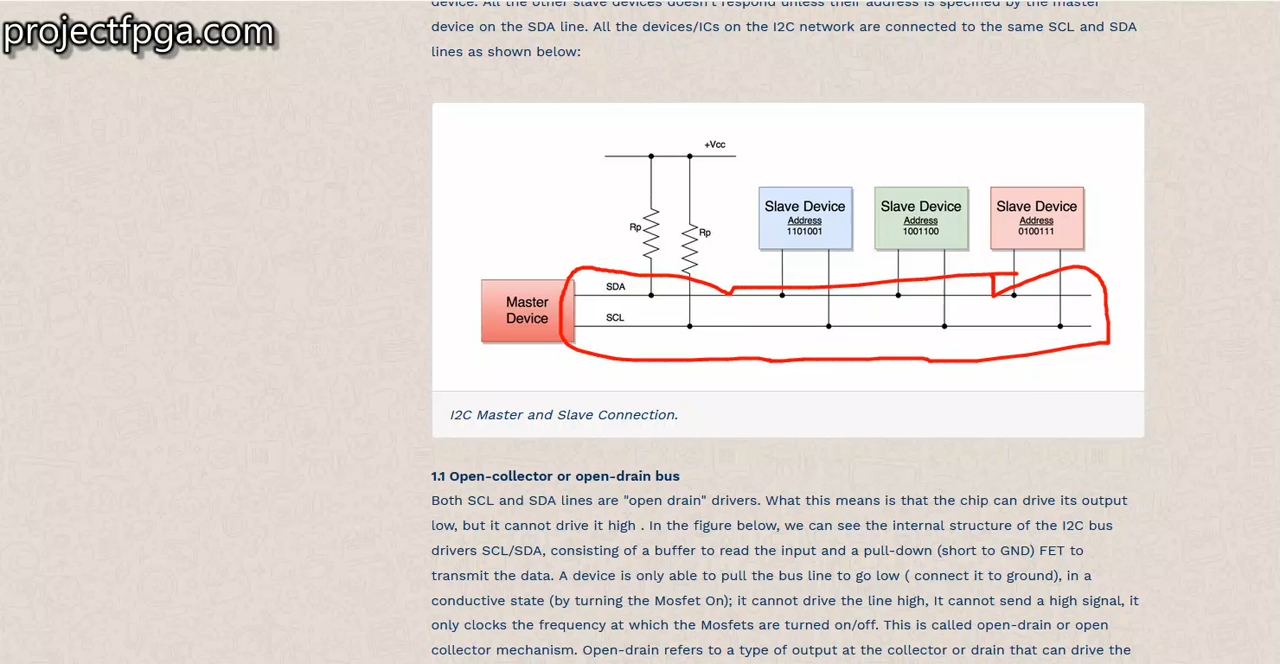 projectfpga.com
device. All the other slave devices doesn't respond unless their address is specified by the master
device on the SDA line. All the devices/ICs on the I2C network are connected to the same SCL and SDA
lines as shown below:
+Vcc
Rp
Rp
Slave Device
Address
1101001
Slave Device
Address
1001100
Slave Device
Address
0100111
Master
Device
SDA
SCL
I2C Master and Slave Connection.
1.1 Open-collector or open-drain bus
Both SCL and SDA lines are "open drain" drivers. What this means is that the chip can drive its output
low, but it cannot drive it high . In the figure below, we can see the internal structure of the I2C bus
drivers SCL/SDA, consisting of a buffer to read the input and a pull-down (short to GND) FET to
transmit the data. A device is only able to pull the bus line to go low ( connect it to ground), in a
conductive state (by turning the Mosfet On); it cannot drive the line high, It cannot send a high signal, it
only clocks the frequency at which the Mosfets are turned on/off. This is called open-drain or open
collector mechanism. Open-drain refers to a type of output at the collector or drain that can drive the